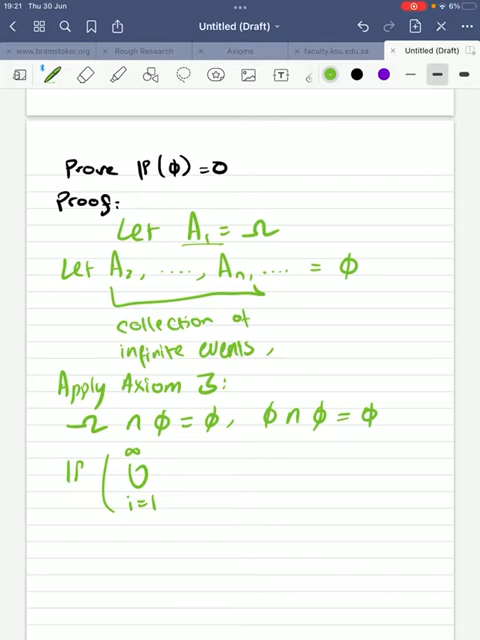 19:21 Thu 30 Jun
6%
Untitled (Draft)
www.bramstoker.org
Rough Research
Axioms
faculty.ksu.edu.sa
Untitled (Draft)
Prove ℙ(ϕ) = 0
Proof:
Let A₁ = Ω
Let A₂, ....., Aₙ, .... = ϕ
collection of
infinite events,
Apply Axiom 3:
Ω ∩ ϕ = ϕ, ϕ ∩ ϕ = ϕ
ℙ ( ∞ ∪ i=1